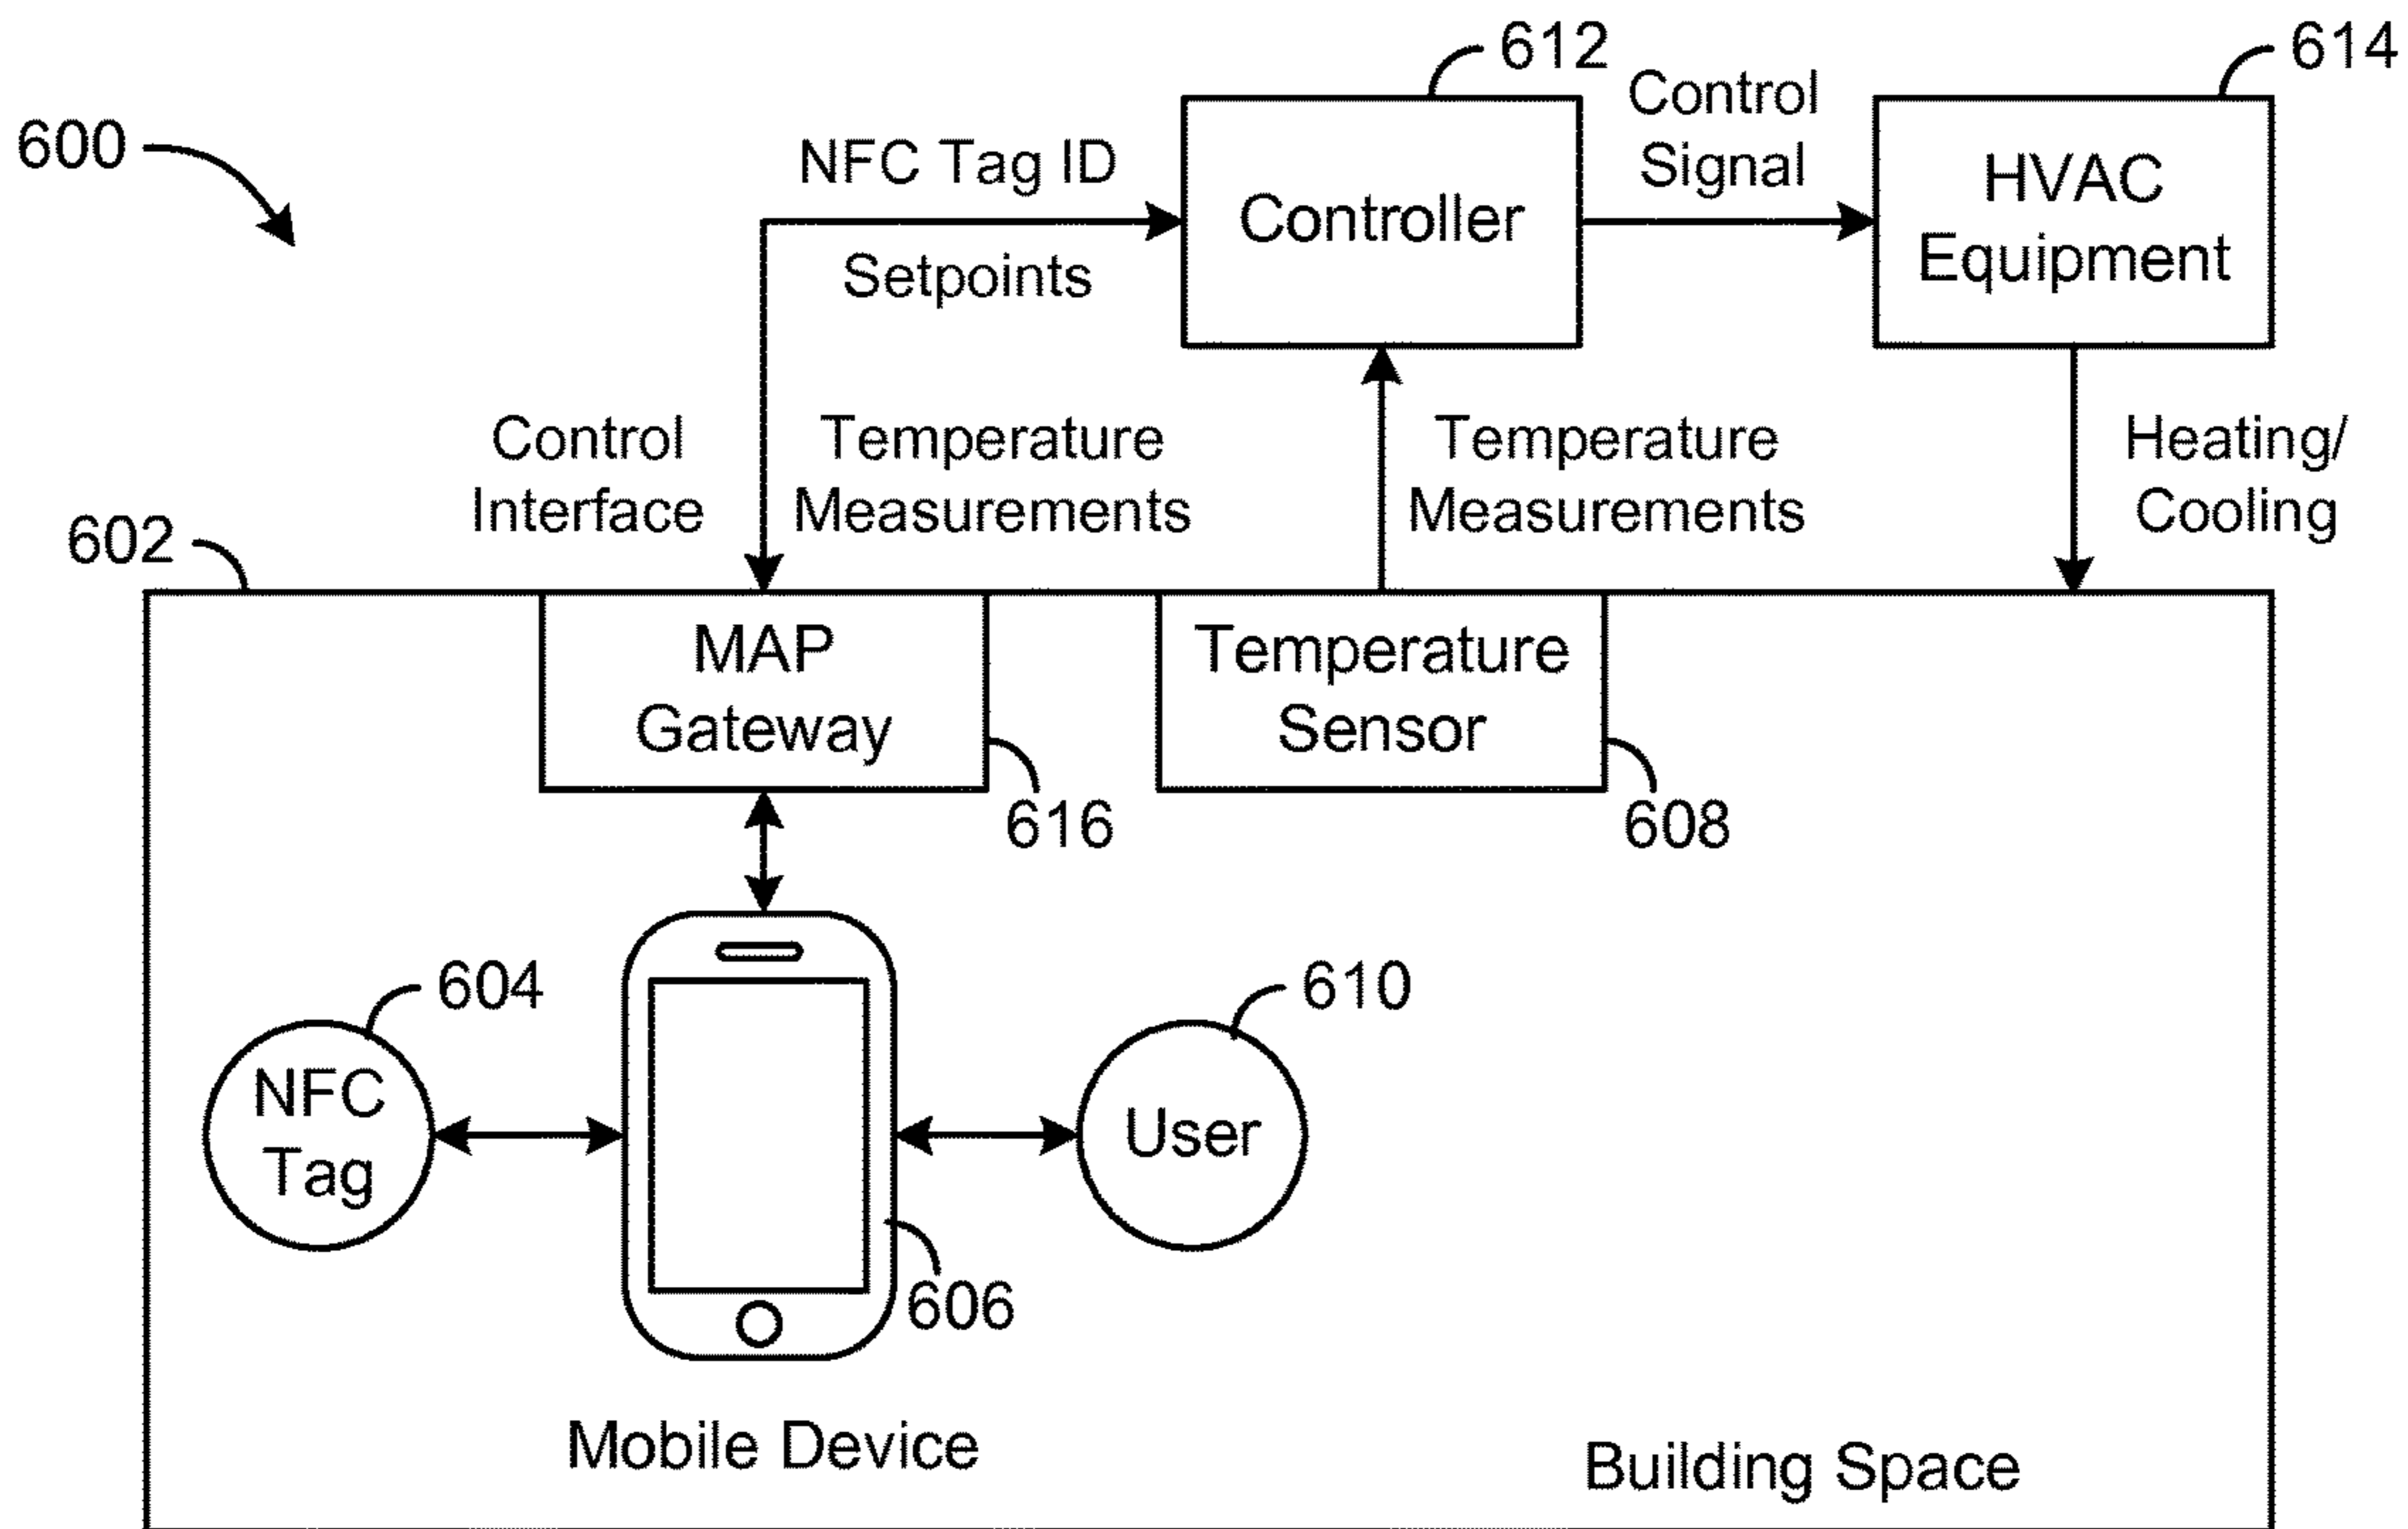 612
614
600
NFC Tag ID
Setpoints
Controller
Control
Signal
HVAC
Equipment
Control
Interface
Temperature
Measurements
Temperature
Measurements
Heating/
Cooling
602
MAP
Gateway
616
Temperature
Sensor
608
604
NFC
Tag
610
User
606
Mobile Device
Building Space